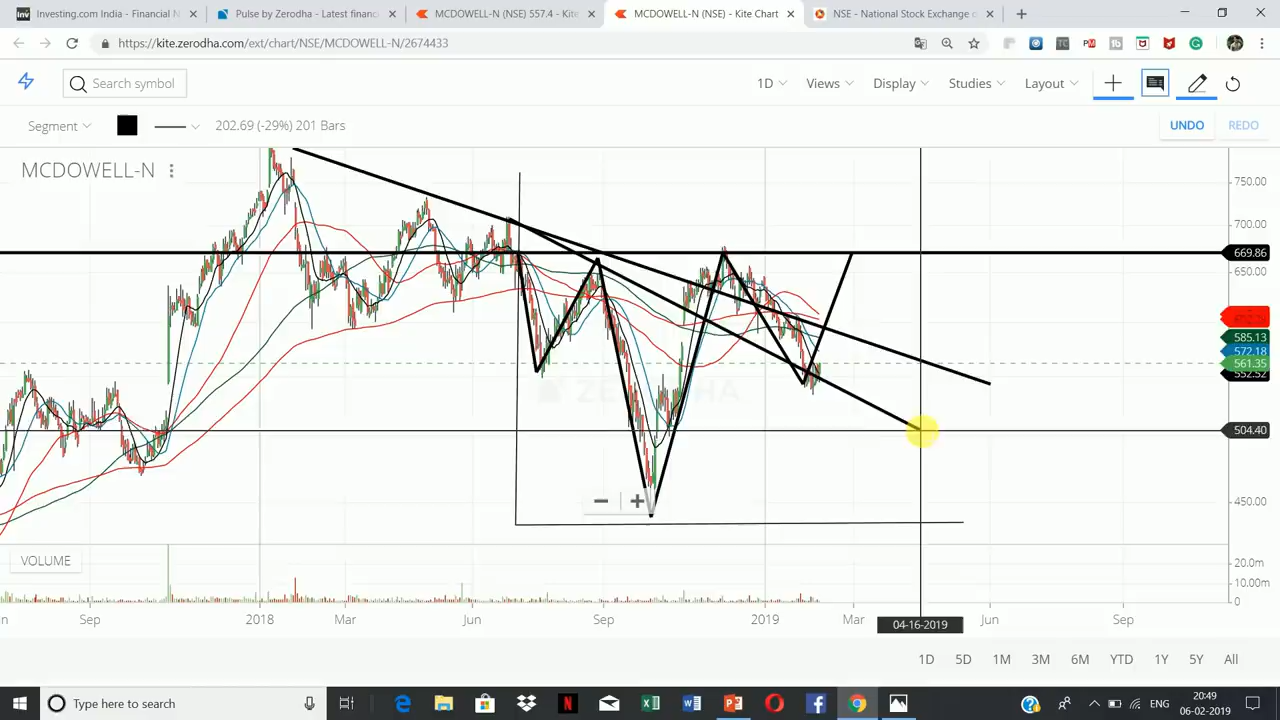 Investing.com India - Financial N
Pulse by Zerodha - Latest financ
MCDOWELL-N (NSE) 557.4 - Kite
MCDOWELL-N (NSE) - Kite Chart
NSE - National Stock Exchange o
https://kite.zerodha.com/ext/chart/NSE/MCDOWELL-N/2674433
Search symbol
1D
Views
Display
Studies
Layout
Segment
202.69 (-29%) 201 Bars
UNDO
REDO
MCDOWELL-N
750.00
700.00
669.86
650.00
585.13
572.18
561.35
552.52
ZERODHA
504.40
450.00
VOLUME
20.0m
10.00m
0
Sep
2018
Mar
Jun
Sep
2019
Mar
04-16-2019
Jun
Sep
1D
5D
1M
3M
6M
YTD
1Y
5Y
All
Type here to search
ENG
20:49
06-02-2019